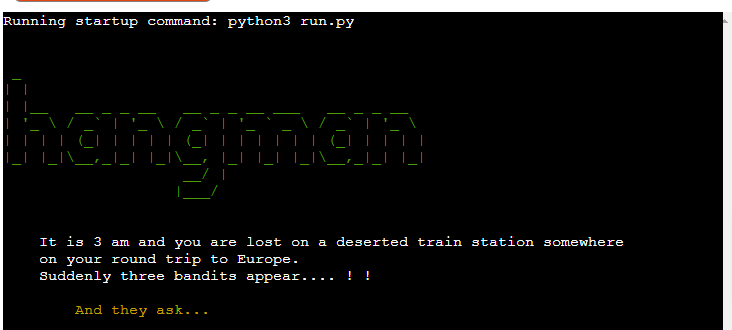 Running startup command: python3 run.py
hangman
It is 3 am and you are lost on a deserted train station somewhere
on your round trip to Europe.
Suddenly three bandits appear.... ! !
And they ask...